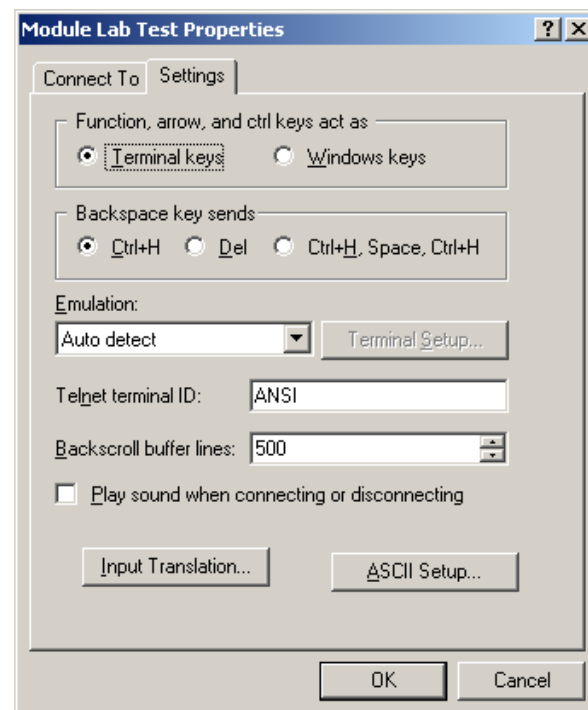 Module Lab Test Properties
Connect To Settings
Function, arrow, and ctrl keys act as
Terminal keys Windows keys
Backspace key sends
Ctrl+H Del Ctrl+H, Space, Ctrl+H
Emulation:
Auto detect Terminal Setup...
Telnet terminal ID: ANSI
Backscroll buffer lines: 500
Play sound when connecting or disconnecting
Input Translation... ASCII Setup...
OK Cancel